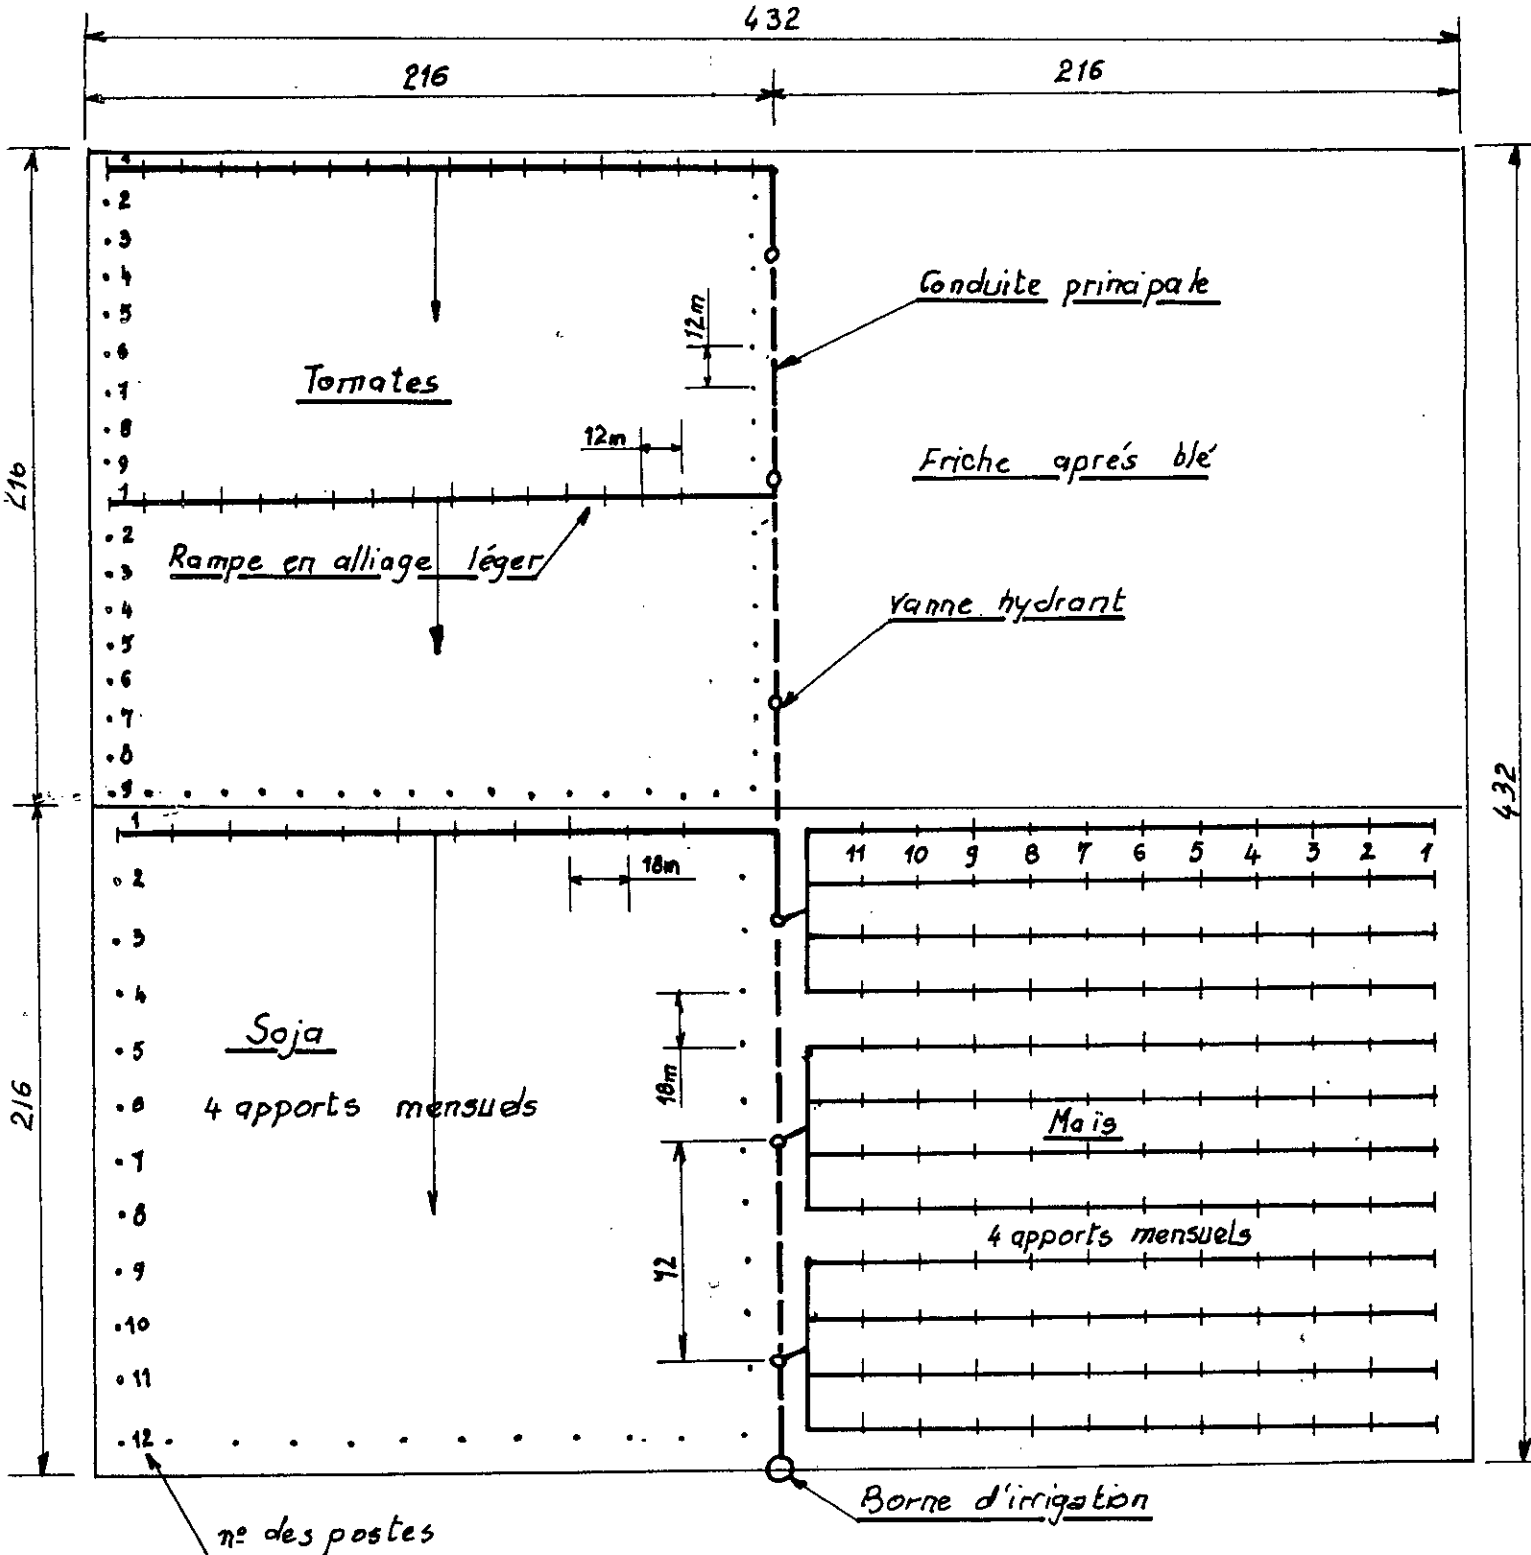 432
216
216
1
2
3
4
5
6
7
8
9
12m
12m
Tomates
Conduite principale
Friche aprés blé
216
1
2
3
4
5
6
7
8
9
Rampe en alliage léger
Vanne hydrant
432
1
2
3
4
5
6
7
8
9
10
11
12
18m
18m
72
Soja
4 apports mensuels
216
11 10 9 8 7 6 5 4 3 2 1
Maïs
4 apports mensuels
Borne d'irrigation
nº des postes